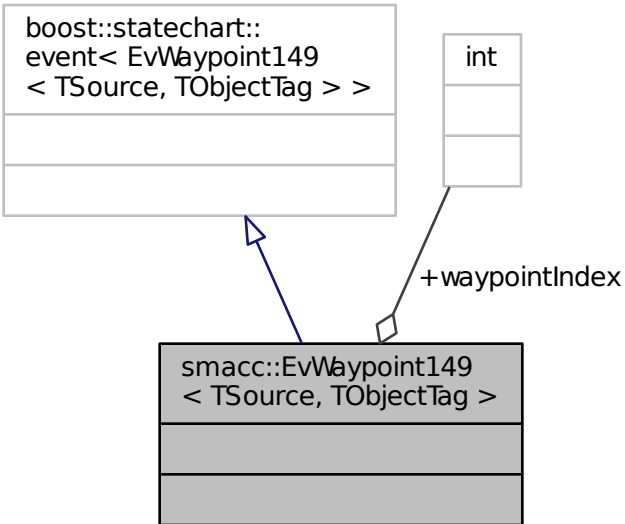 boost::statechart::
event< EvWaypoint149
< TSource, TObjectTag > >
int
+waypointIndex
smacc::EvWaypoint149
< TSource, TObjectTag >